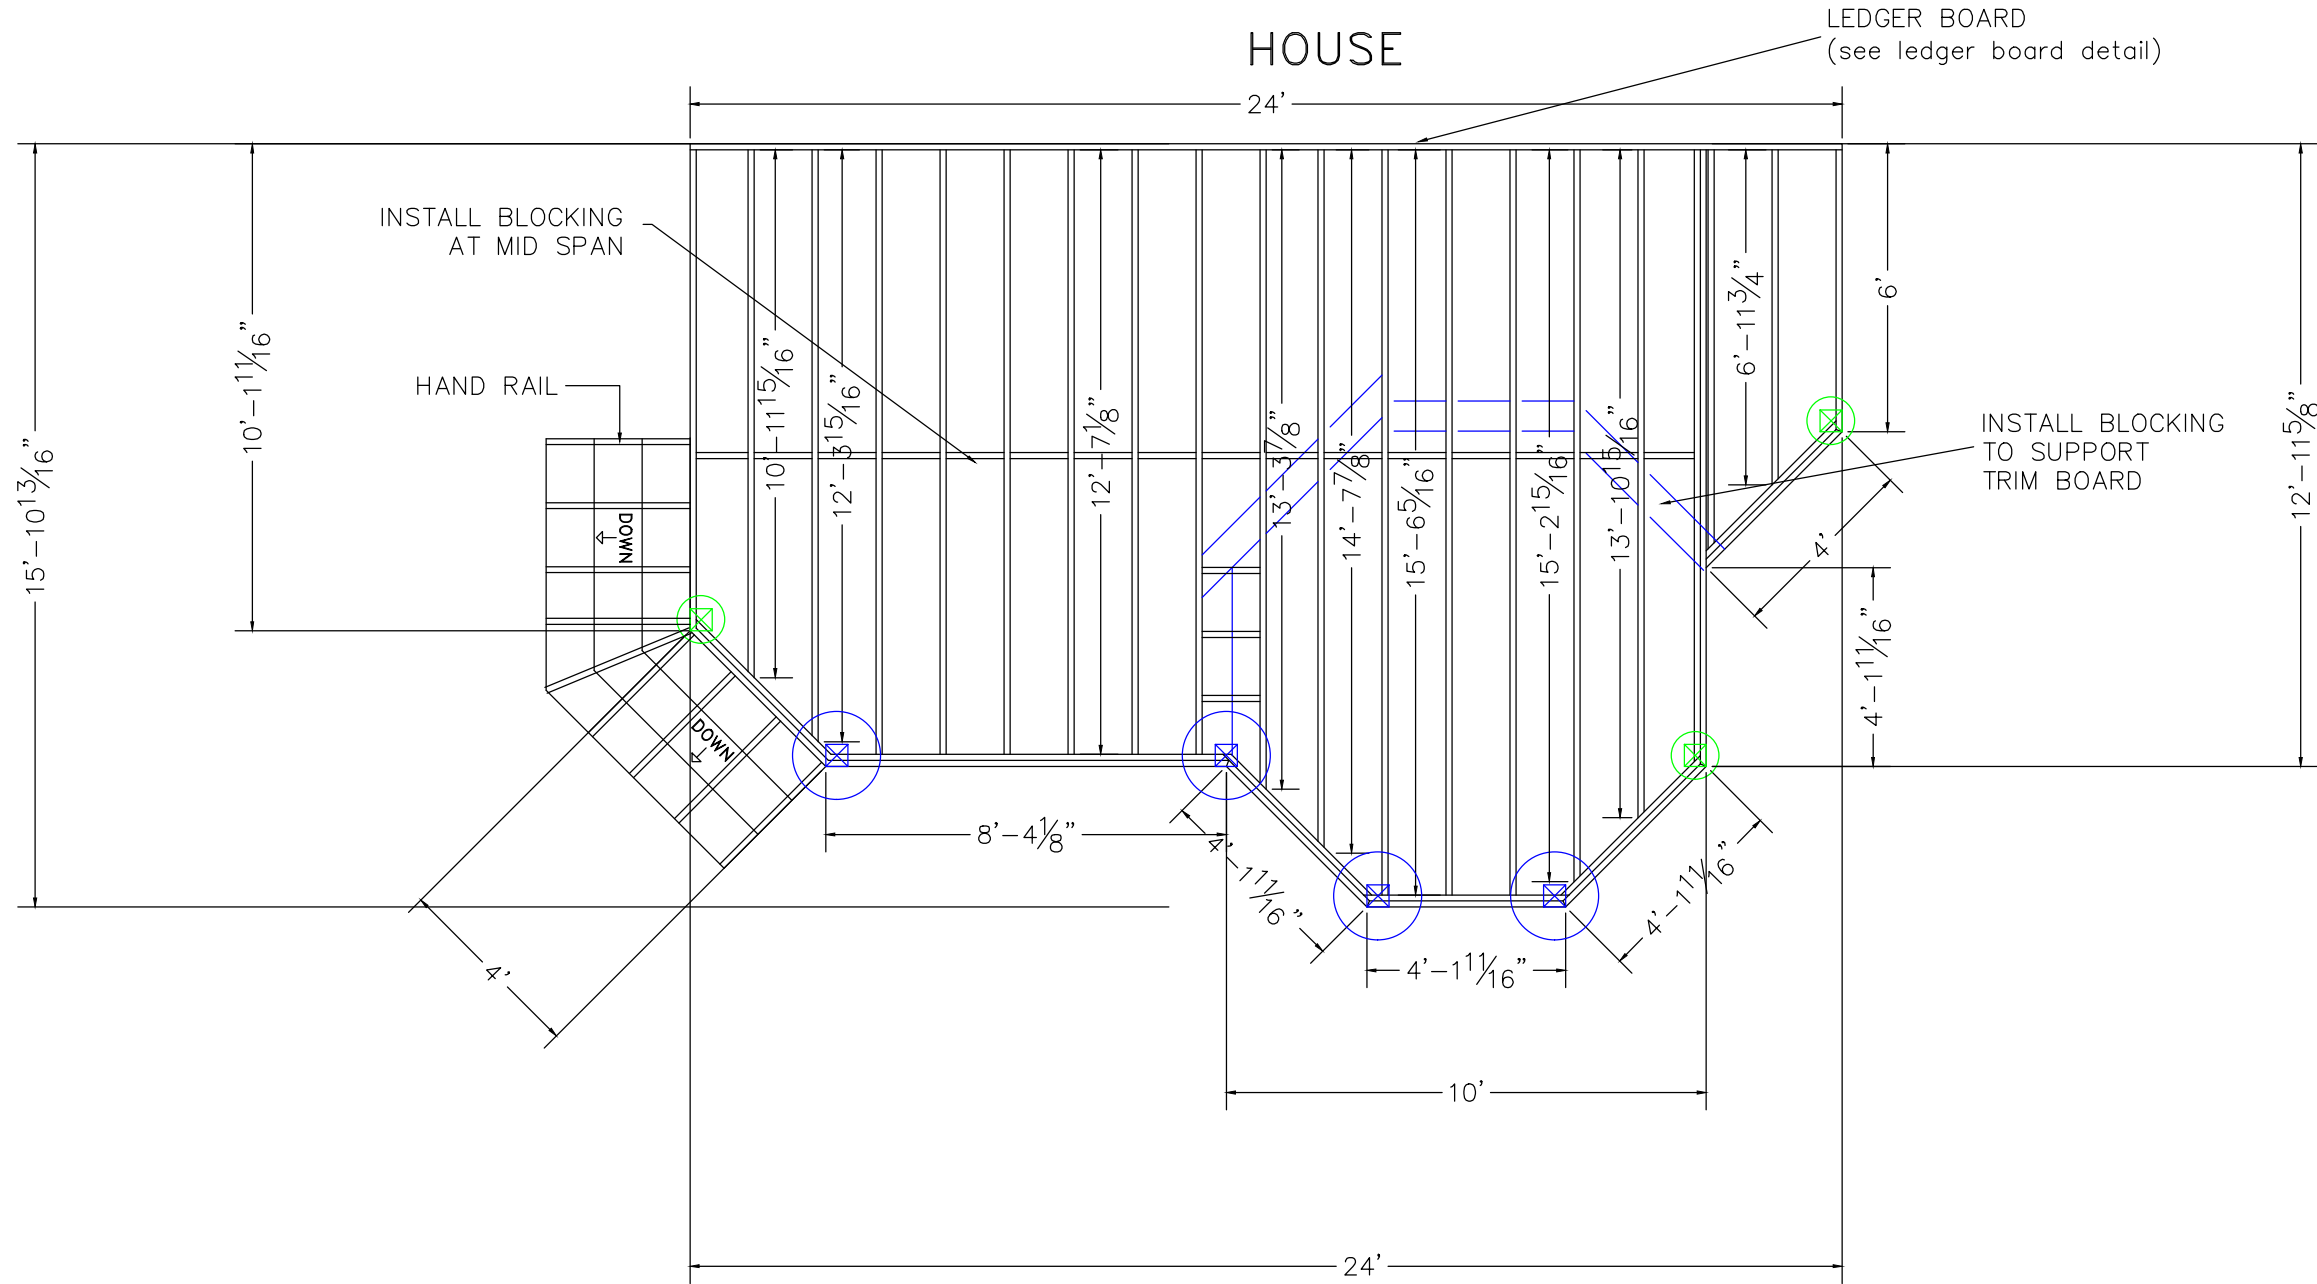 LEDGER BOARD
(see ledger board detail)
HOUSE
24'
INSTALL BLOCKING
AT MID SPAN
HAND RAIL
15'-10 13/16"
10'-1 11/16"
10'-11 15/16"
12'-3 15/16"
12'-7 1/8"
13'-3 7/8"
14'-7 7/8"
15'-6 5/16"
15'-2 15/16"
13'-10 15/16"
6'-11 3/4"
6'
12'-11 5/8"
INSTALL BLOCKING
TO SUPPORT
TRIM BOARD
DOWN
DOWN
4'
4'-1 11/16"
8'-4 1/8"
4'-1 11/16"
4'-1 11/16"
4'-1 11/16"
4'
10'
24'